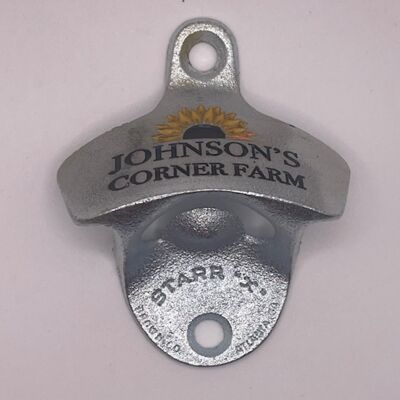 JOHNSON'S
CORNER FARM
STARR "X"